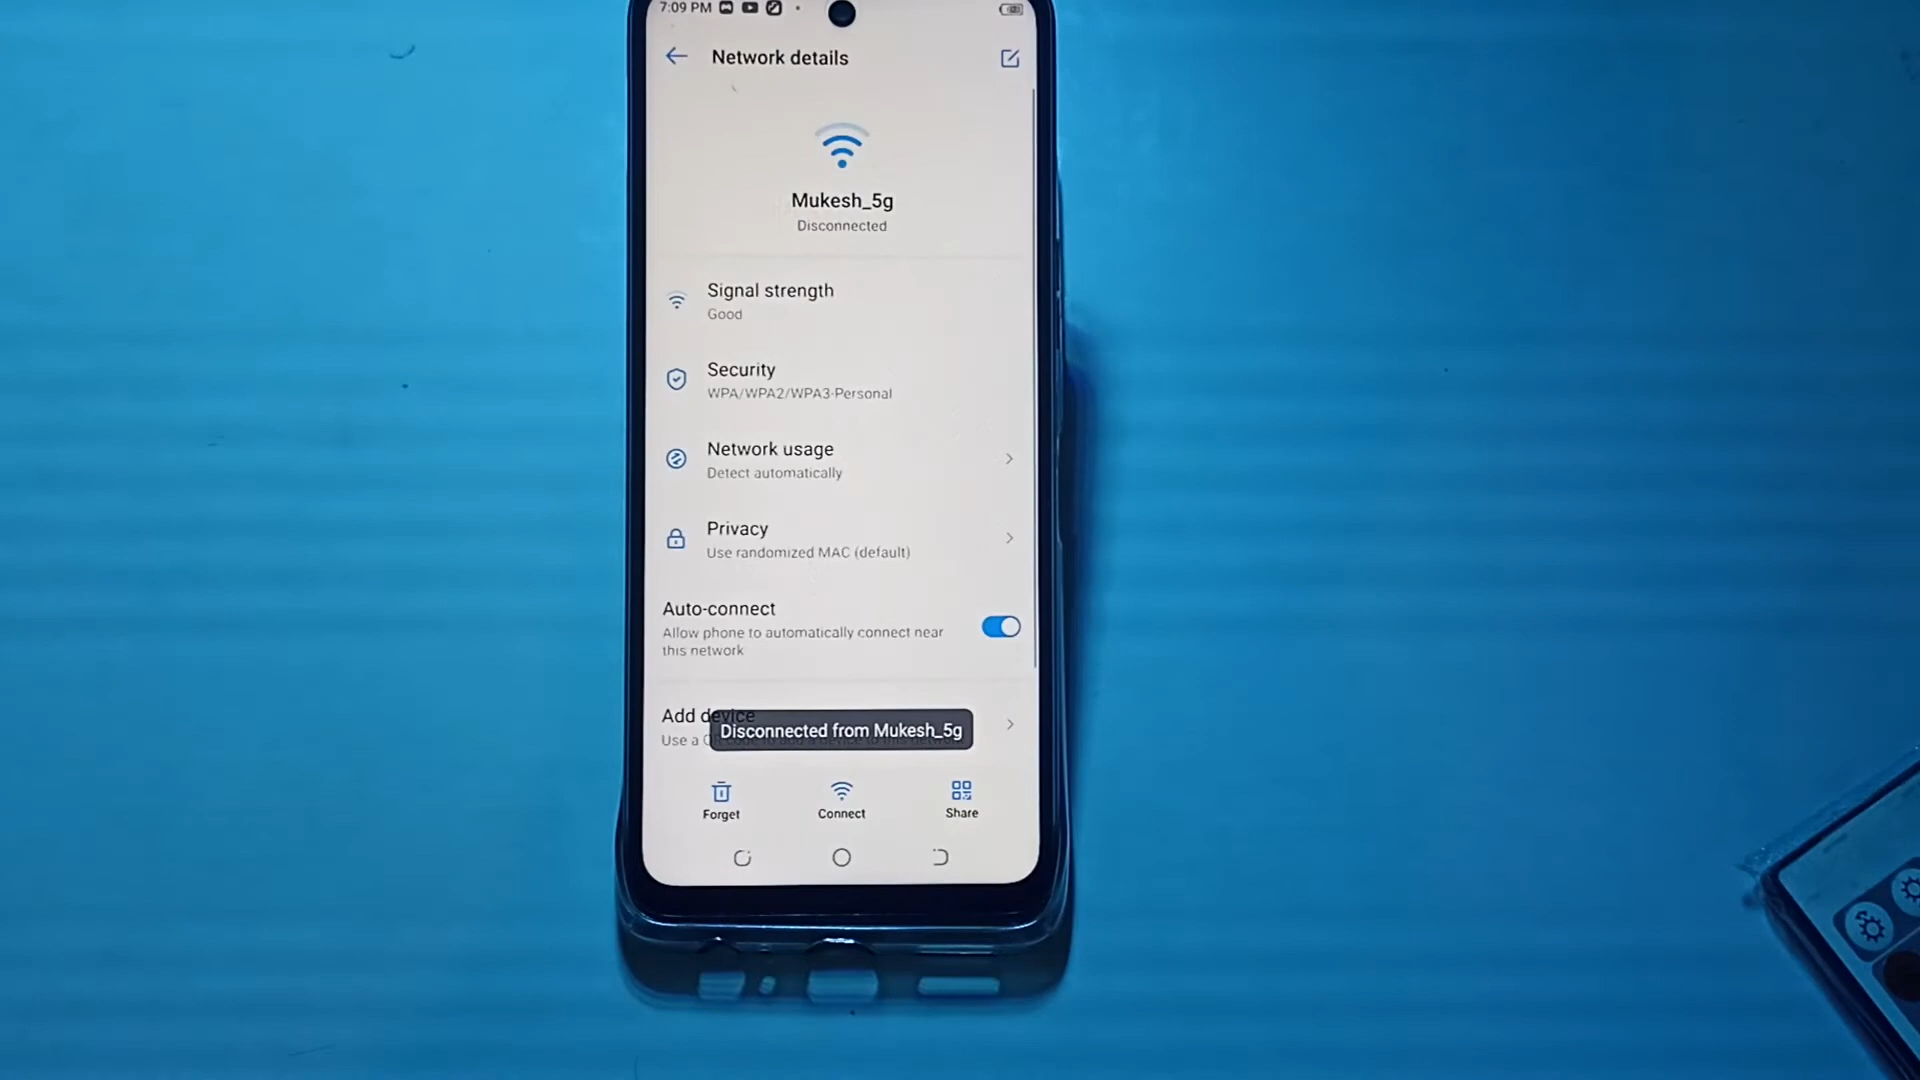 7:09 PM
Network details
Mukesh_5g
Disconnected
Signal strength
Good
Security
WPA/WPA2/WPA3-Personal
Network usage
Detect automatically
Privacy
Use randomized MAC (default)
Auto-connect
Allow phone to automatically connect near
this network
Add device
Disconnected from Mukesh_5g
Use a
Forget
Connect
Share